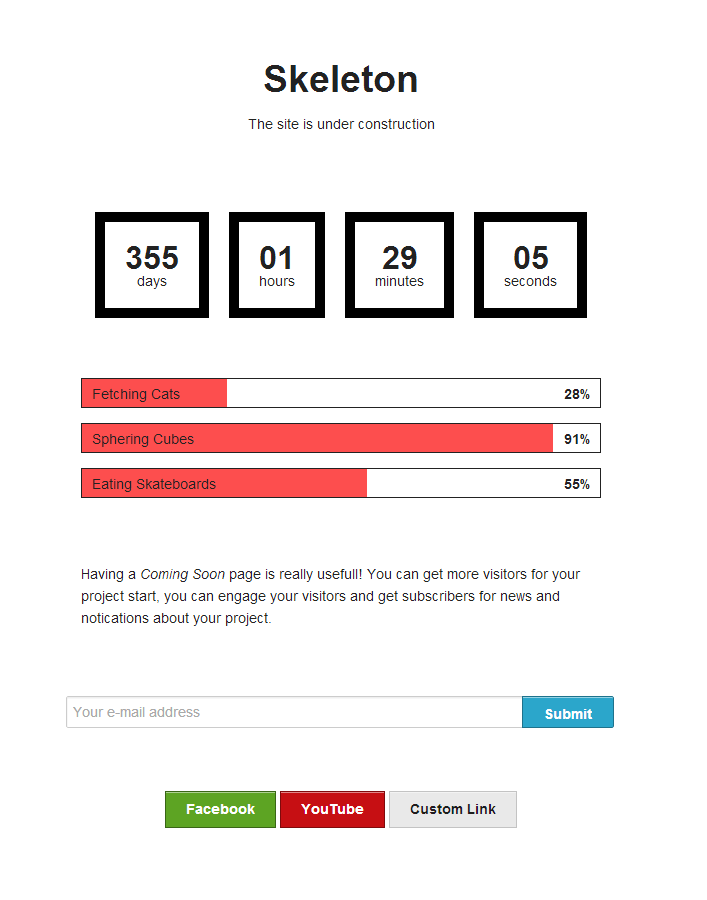 Skeleton
The site is under construction
355 01 29 05
days hours minutes seconds
Fetching Cats 28%
Sphering Cubes 91%
Eating Skateboards 55%
Having a Coming Soon page is really usefull! You can get more visitors for your
project start, you can engage your visitors and get subscribers for news and
notications about your project.
Your e-mail address Submit
Facebook YouTube Custom Link